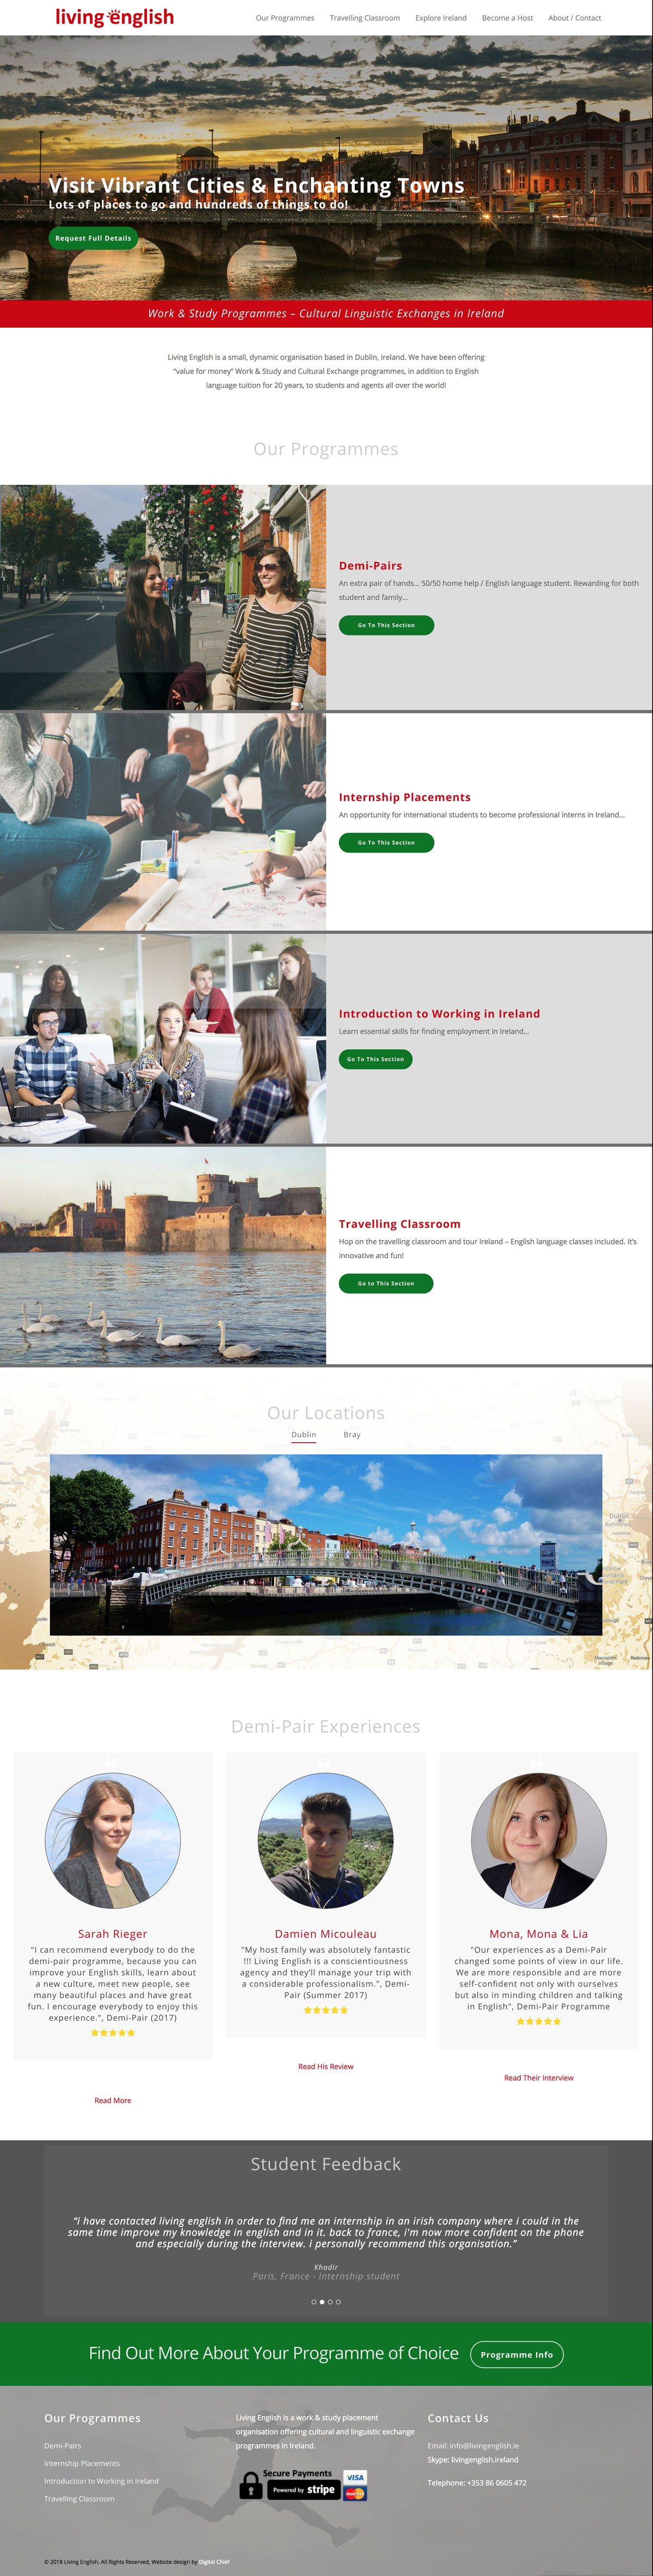 living english
Our Programmes
Travelling Classroom
Explore Ireland
Become a Host
About / Contact
Visit Vibrant Cities & Enchanting Towns
Lots of places to go and hundreds of things to do!
Request Full Details
Work & Study Programmes – Cultural Linguistic Exchanges in Ireland
Living English is a small, dynamic organisation based in Dublin, Ireland. We have been offering
“value for money” Work & Study and Cultural Exchange programmes, in addition to English
language tuition for 20 years, to students and agents all over the world!
Our Programmes
Demi-Pairs
An extra pair of hands... 50/50 home help / English language student. Rewarding for both
student and family...
Go To This Section
Internship Placements
An opportunity for international students to become professional interns in Ireland...
Go To This Section
Introduction to Working in Ireland
Learn essential skills for finding employment in Ireland...
Go To This Section
Travelling Classroom
Hop on the travelling classroom and tour Ireland – English language classes included. It's
innovative and fun!
Go to This Section
Our Locations
Dublin
Bray
Demi-Pair Experiences
Sarah Rieger
"I can recommend everybody to do the
demi-pair programme, because you can
improve your English skills, learn about
a new culture, meet new people, see
many beautiful places and have great
fun. I encourage everybody to enjoy this
experience.", Demi-Pair (2017)
Read More
Damien Micouleau
"My host family was absolutely fantastic
!!! Living English is a conscientiousness
agency and they'll manage your trip with
a considerable professionalism.", Demi-
Pair (Summer 2017)
Read His Review
Mona, Mona & Lia
"Our experiences as a Demi-Pair
changed some points of view in our life.
We are more responsible and are more
self-confident not only with ourselves
but also in minding children and talking
in English", Demi-Pair Programme
Read Their Interview
Student Feedback
“i have contacted living english in order to find me an internship in an irish company where i could in the
same time improve my knowledge in english and in it. back to france, i'm now more confident on the phone
and especially during the interview. i personally recommend this organisation.”
Khadir
Paris, France - Internship student
Find Out More About Your Programme of Choice
Programme Info
Our Programmes
Demi-Pairs
Internship Placements
Introduction to Working in Ireland
Travelling Classroom
Living English is a work & study placement
organisation offering cultural and linguistic exchange
programmes in Ireland.
Secure Payments
Powered by stripe
VISA
Contact Us
Email: info@livingenglish.ie
Skype: livingenglish.ireland
Telephone: +353 86 0605 472
© 2018 Living English. All Rights Reserved, Website design by Digital Chief